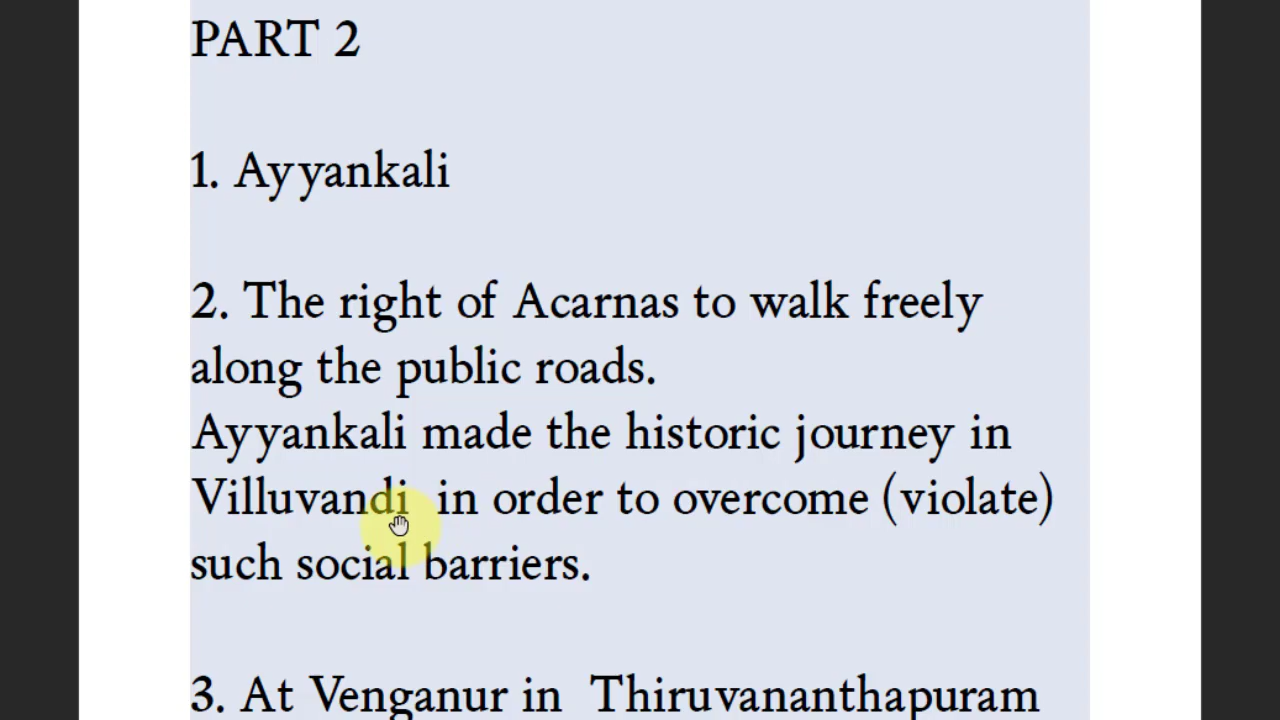 PART 2
1. Ayyankali
2. The right of Acarnas to walk freely
along the public roads.
Ayyankali made the historic journey in
Villuvandi in order to overcome (violate)
such social barriers.
3. At Venganur in Thiruvananthapuram